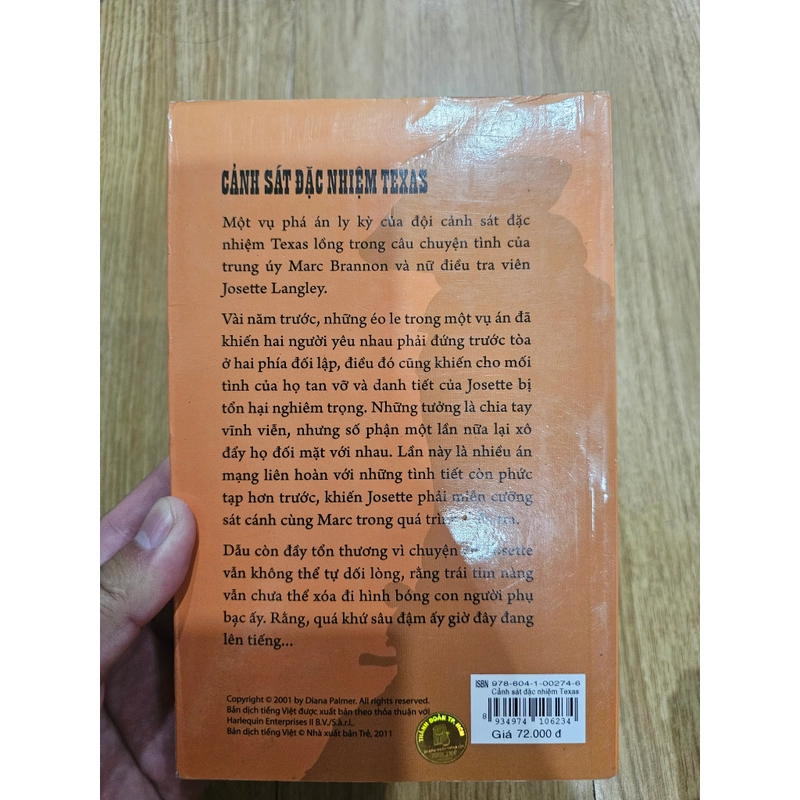 CẢNH SÁT ĐẶC NHIỆM TEXAS
Một vụ phá án ly kỳ của đội cảnh sát đặc
nhiệm Texas lồng trong câu chuyện tình của
trung úy Marc Brannon và nữ điều tra viên
Josette Langley.
Vài năm trước, những éo le trong một vụ án đã
khiến hai người yêu nhau phải đứng trước tòa
ở hai phía đối lập, điều đó cũng khiến cho mối
tình của họ tan vỡ và danh tiết của Josette bị
tổn hại nghiêm trọng. Những tưởng là chia tay
vĩnh viễn, nhưng số phận một lần nữa lại xô
đẩy họ đối mặt với nhau. Lần này là nhiều án
mạng liên hoàn với những tình tiết còn phức
tạp hơn trước, khiến Josette phải miễn cưỡng
sát cánh cùng Marc trong quá trình tra.
Dẫu còn đầy tổn thương vì chuyện Josette
vẫn không thể tự dối lòng, rằng trái tim nàng
vẫn chưa thể xóa đi hình bóng con người phụ
bạc ấy. Rằng, quá khứ sâu đậm ấy giờ đây đang
lên tiếng...
Copyright © 2001 by Diana Palmer. All rights reserved.
Bản dịch tiếng Việt được xuất bản theo thỏa thuận với
Harlequin Enterprises II B.V./S.à.r.l.
Bản dịch tiếng Việt © Nhà xuất bản Trẻ, 2011
THÀNH ĐOÀN TP. HCM
ISBN 978-604-1-00274-6
Cảnh sát đặc nhiệm Texas
8 934974 106234
Giá 72.000 đ